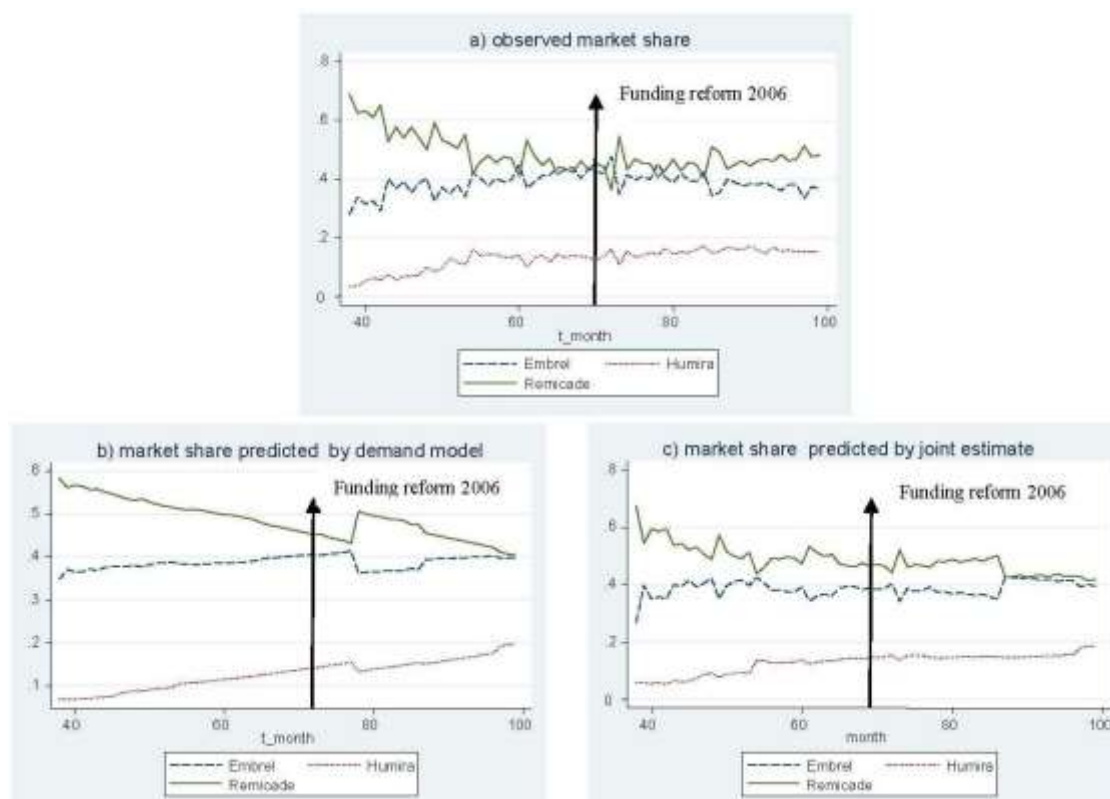 a) observed market share
.8
Funding reform 2006
.6
.4
.2
0
40 60 80 100
t_month
Embrel Humira
Remicade
b) market share predicted by demand model
.6
Funding reform 2006
.5
.4
.3
.2
.1
40 60 80 100
t_month
Embrel Humira
Remicade
c) market share predicted by joint estimate
.8
Funding reform 2006
.6
.4
.2
0
40 60 80 100
month
Embrel Humira
Remicade